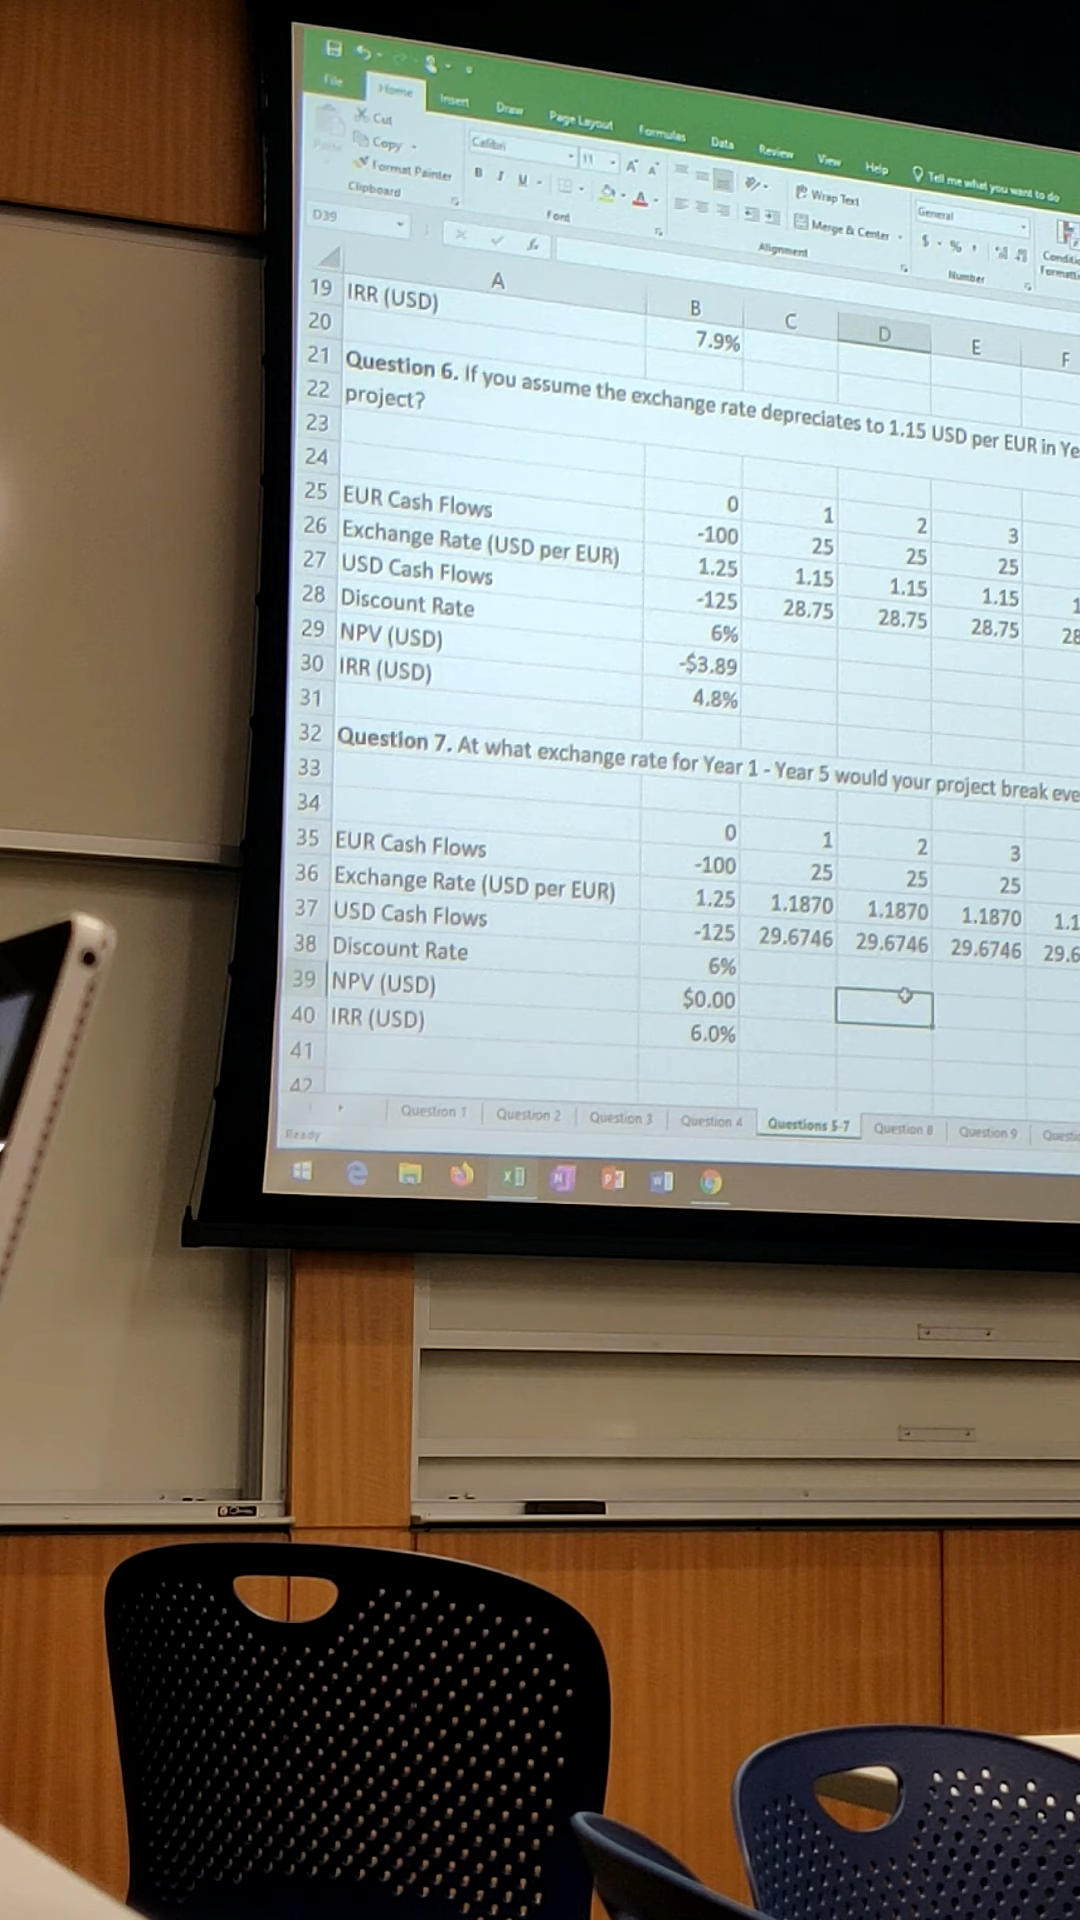 File Home Insert Draw Page Layout Formulas Data Review View Help Tell me what you want to do
Cut
Copy
Format Painter
Clipboard
Calibri 11
B I U
Font
Wrap Text
Merge & Center
Alignment
General
$ % ,
Number
D39
A B C D E F
19 IRR (USD) 7.9%
20
21 Question 6. If you assume the exchange rate depreciates to 1.15 USD per EUR in Ye
22 project?
23
24 0 1 2 3
25 EUR Cash Flows -100 25 25 25
26 Exchange Rate (USD per EUR) 1.25 1.15 1.15 1.15 1
27 USD Cash Flows -125 28.75 28.75 28.75 28
28 Discount Rate 6%
29 NPV (USD) -$3.89
30 IRR (USD) 4.8%
31
32 Question 7. At what exchange rate for Year 1 - Year 5 would your project break eve
33
34 0 1 2 3
35 EUR Cash Flows -100 25 25 25
36 Exchange Rate (USD per EUR) 1.25 1.1870 1.1870 1.1870 1.1
37 USD Cash Flows -125 29.6746 29.6746 29.6746 29.6
38 Discount Rate 6%
39 NPV (USD) $0.00
40 IRR (USD) 6.0%
41
42
Question 1 Question 2 Question 3 Question 4 Questions 5-7 Question 8 Question 9
Ready